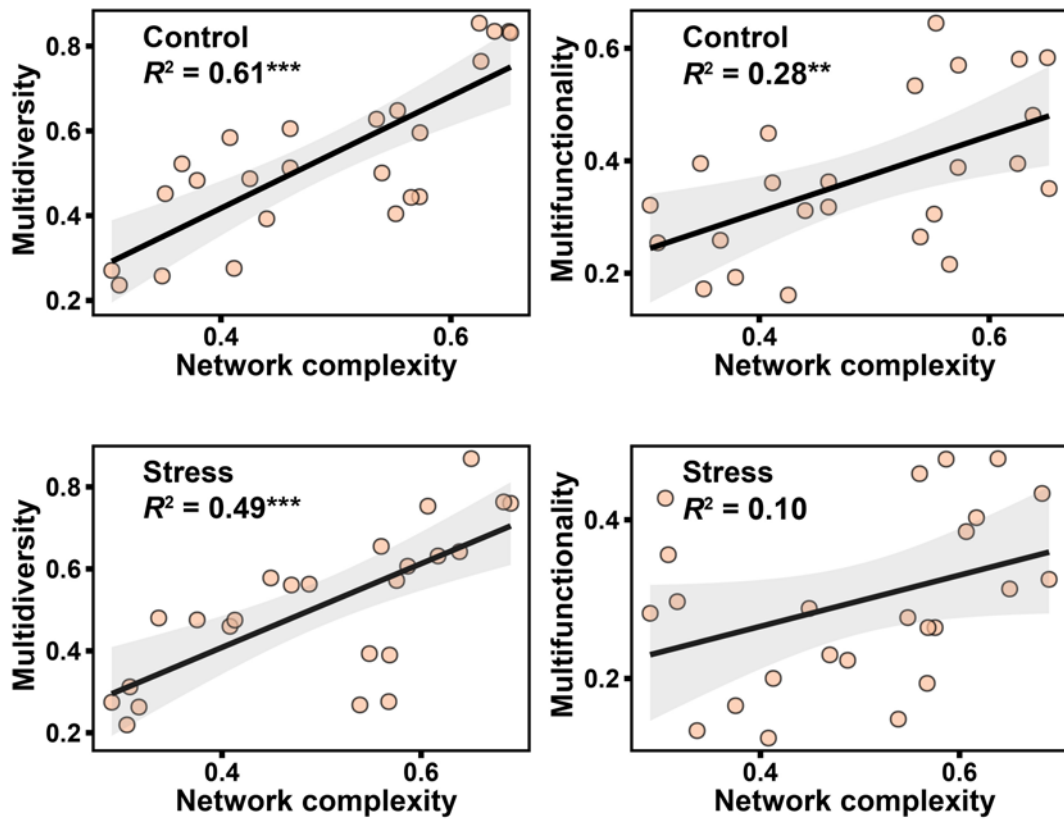 Control
R² = 0.61***
Multidiversity
0.8
0.6
0.4
0.2
0.4
0.6
Network complexity
Control
R² = 0.28**
Multifunctionality
0.6
0.4
0.2
0.4
0.6
Network complexity
Stress
R² = 0.49***
Multidiversity
0.8
0.6
0.4
0.2
0.4
0.6
Network complexity
Stress
R² = 0.10
Multifunctionality
0.4
0.2
0.4
0.6
Network complexity